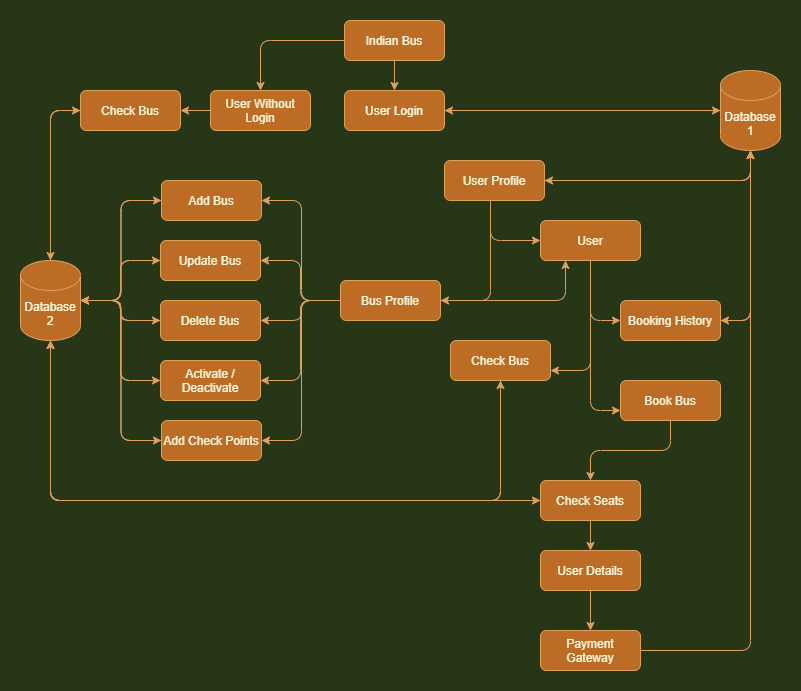 Indian Bus
Check Bus
User Without
Login
User Login
Database
1
User Profile
Add Bus
User
Update Bus
Database
2
Bus Profile
Delete Bus
Booking History
Check Bus
Activate /
Deactivate
Book Bus
Add Check Points
Check Seats
User Details
Payment
Gateway